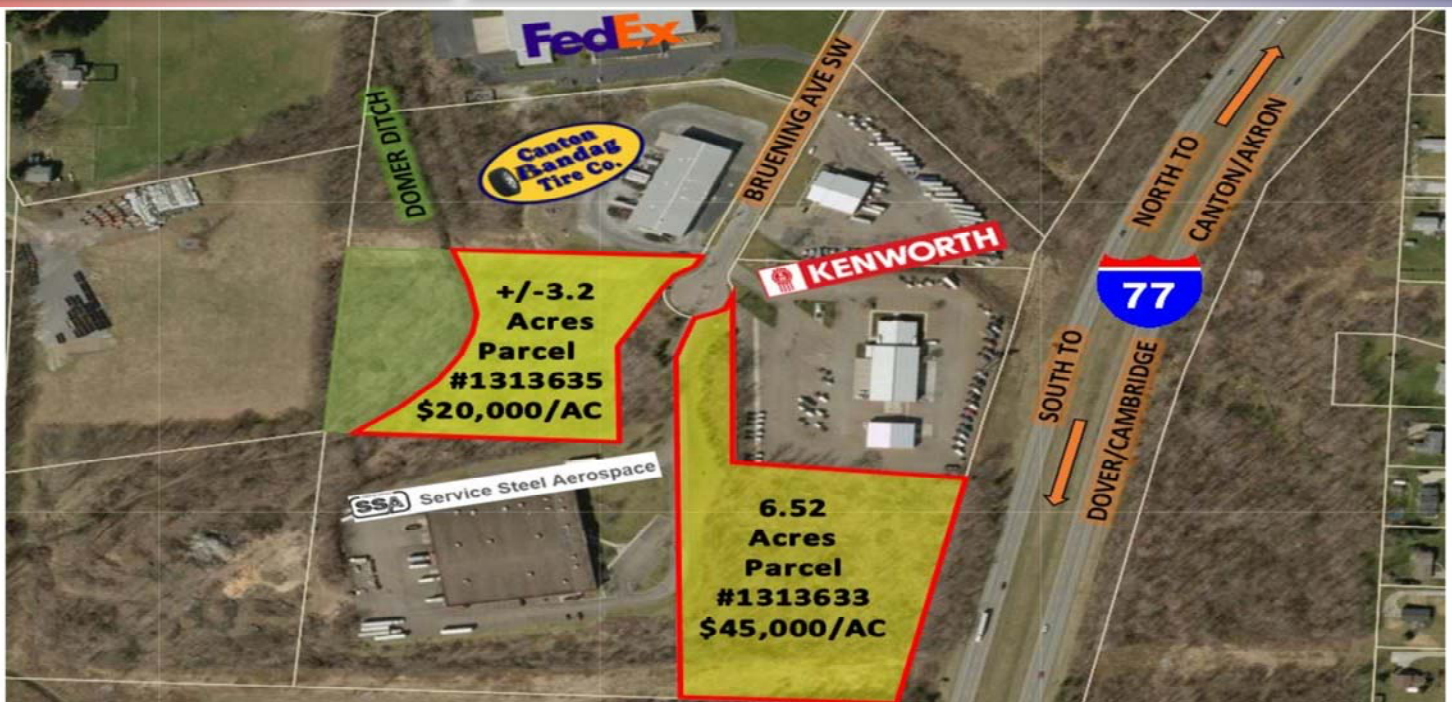 FedEx
BRUENING AVE SW
DOMER DITCH
Canton
Bandag
Tire Co.
KENWORTH
NORTH TO
CANTON/AKRON
77
SOUTH TO
DOVER/CAMBRIDGE
+/-3.2
Acres
Parcel
#1313635
$20,000/AC
SSA Service Steel Aerospace
6.52
Acres
Parcel
#1313633
$45,000/AC